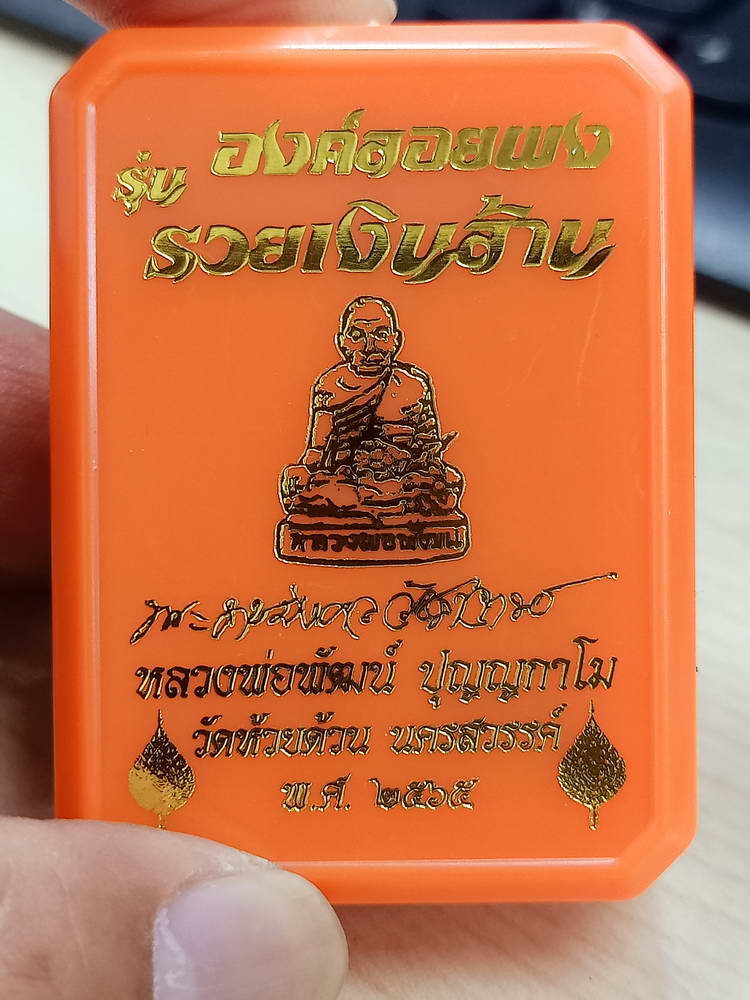 รุ่น องค์ลอยผง
รวยเงินล้าน
หลวงพ่อพัฒน์
หลวงพ่อพัฒน์ ปุญญกาโม
วัดห้วยด้วน นครสวรรค์
พ.ศ. ๒๕๖๕